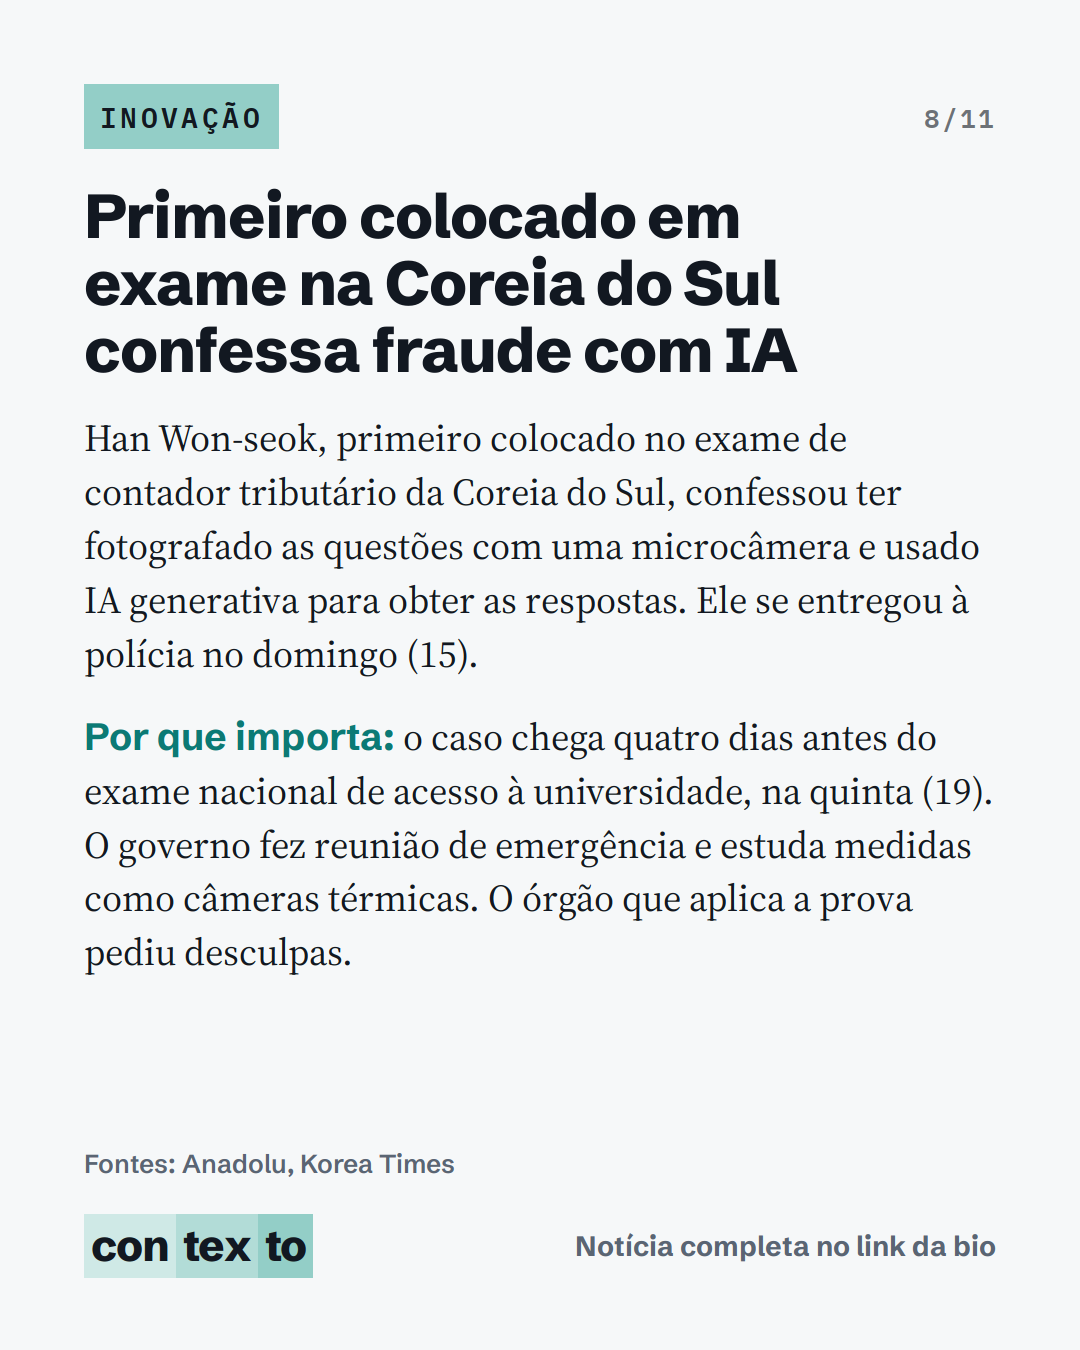 INOVAÇÃO
8/11
Primeiro colocado em
exame na Coreia do Sul
confessa fraude com IA
Han Won-seok, primeiro colocado no exame de
contador tributário da Coreia do Sul, confessou ter
fotografado as questões com uma microcâmera e usado
IA generativa para obter as respostas. Ele se entregou à
polícia no domingo (15).
Por que importa: o caso chega quatro dias antes do
exame nacional de acesso à universidade, na quinta (19).
O governo fez reunião de emergência e estuda medidas
como câmeras térmicas. O órgão que aplica a prova
pediu desculpas.
Fontes: Anadolu, Korea Times
contexto
Notícia completa no link da bio